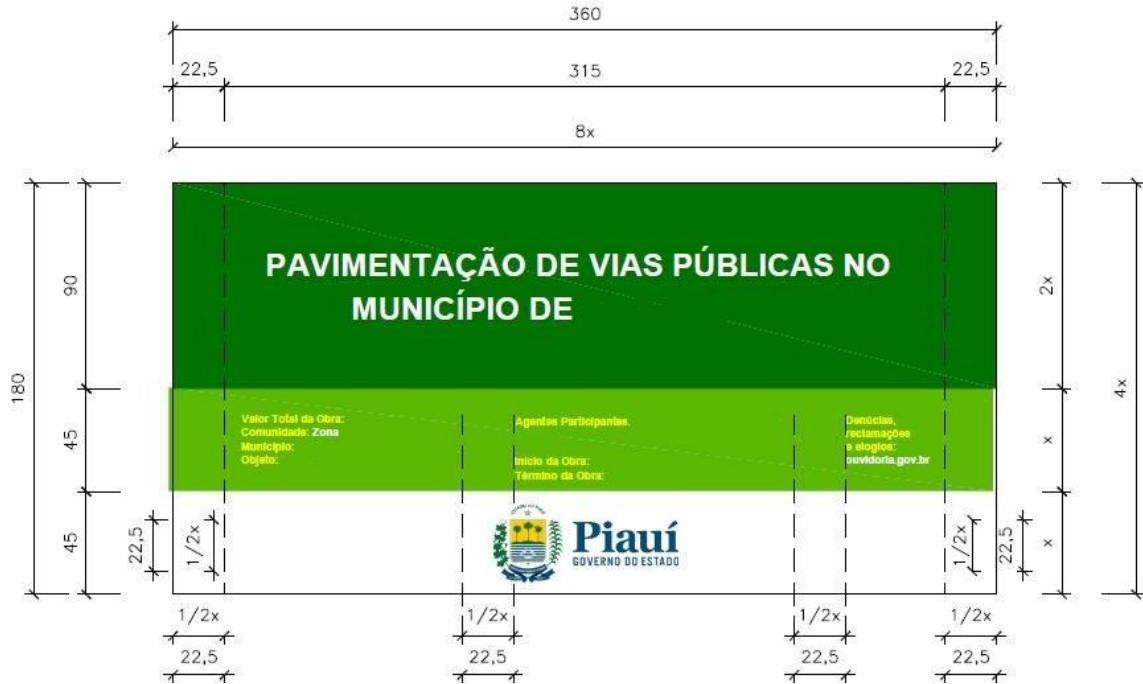 360
22,5 315 22,5
8x
PAVIMENTAÇÃO DE VIAS PÚBLICAS NO
MUNICÍPIO DE
180
90
45
45
2x
x
x
4x
Valor Total da Obra:
Comunidade: Zona
Município:
Objeto:
Agentes Participantes.
Início da Obra:
Término da Obra:
Denúcias,
reclamações
e elogios:
ouvidoria.gov.br
22,5
1/2x
Piauí
GOVERNO DO ESTADO
1/2x
22,5
1/2x 1/2x 1/2x 1/2x
22,5 22,5 22,5 22,5